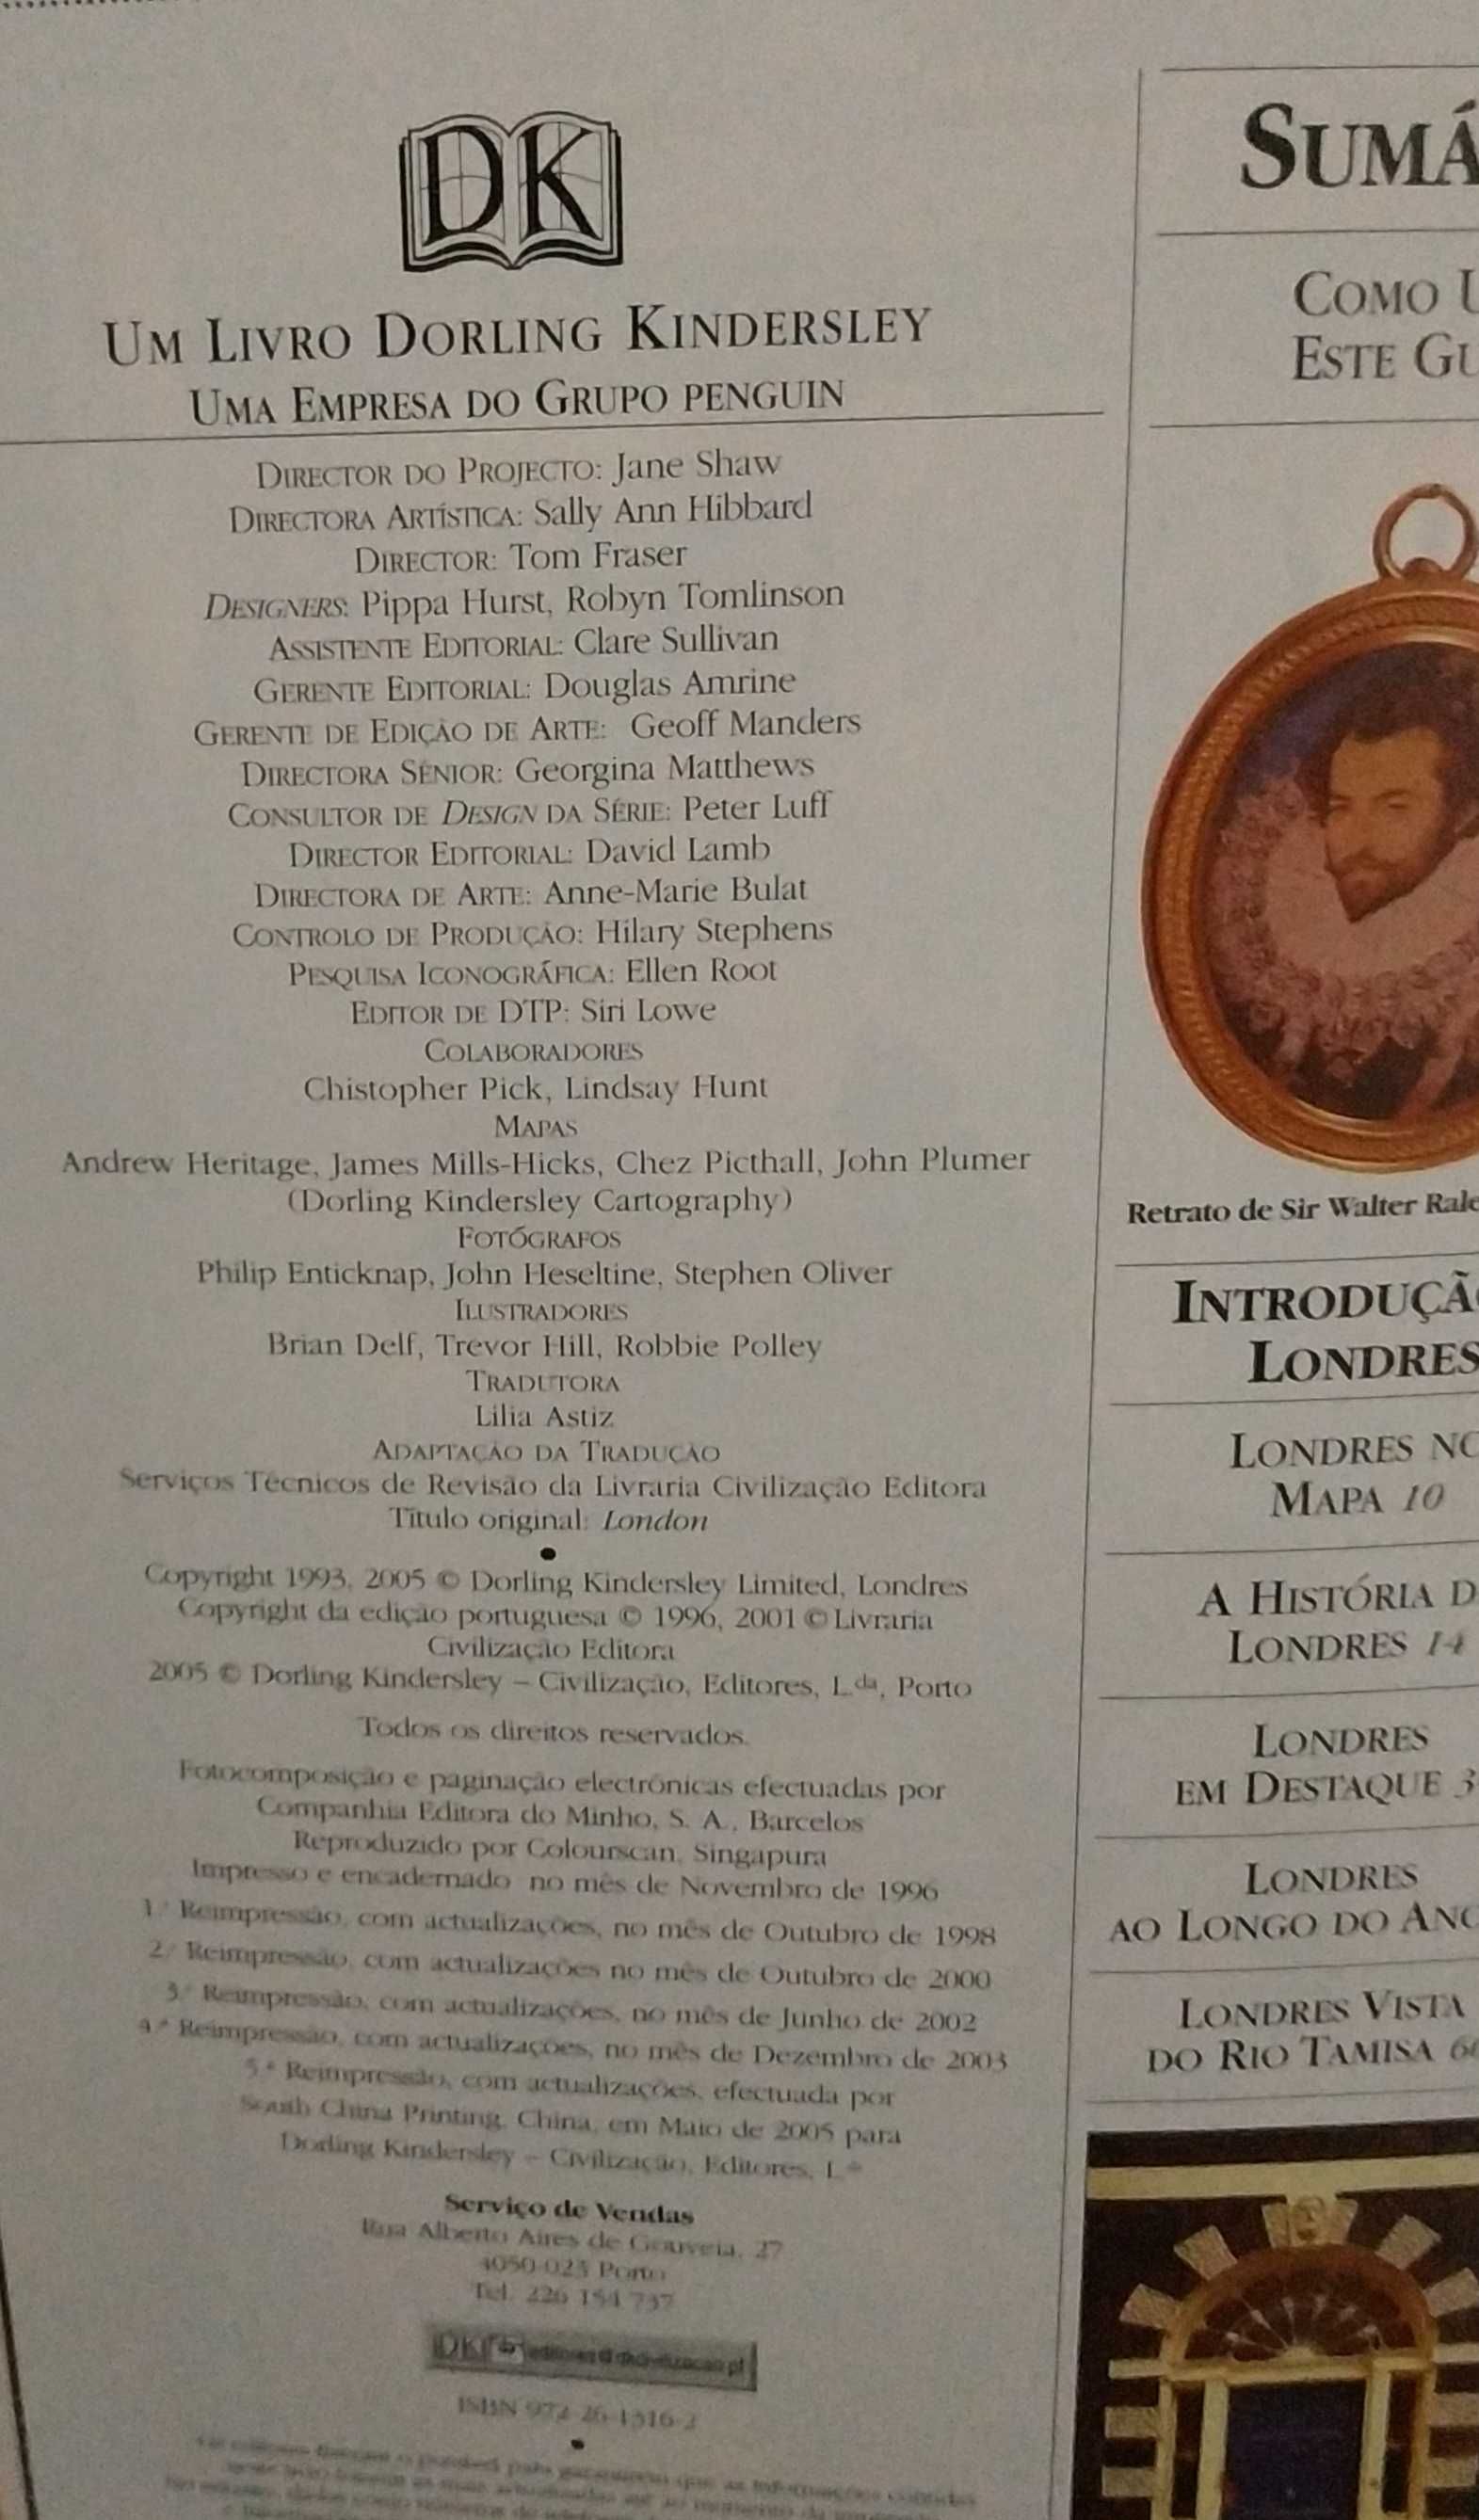 DK
UM LIVRO DORLING KINDERSLEY
UMA EMPRESA DO GRUPO PENGUIN
DIRECTOR DO PROJECTO: Jane Shaw
DIRECTORA ARTÍSTICA: Sally Ann Hibbard
DIRECTOR: Tom Fraser
DESIGNERS: Pippa Hurst, Robyn Tomlinson
ASSISTENTE EDITORIAL: Clare Sullivan
GERENTE EDITORIAL: Douglas Amrine
GERENTE DE EDIÇÃO DE ARTE: Geoff Manders
DIRECTORA SÉNIOR: Georgina Matthews
CONSULTOR DE DESIGN DA SÉRIE: Peter Luff
DIRECTOR EDITORIAL: David Lamb
DIRECTORA DE ARTE: Anne-Marie Bulat
CONTROLO DE PRODUÇÃO: Hilary Stephens
PESQUISA ICONOGRÁFICA: Ellen Root
EDITOR DE DTP: Siri Lowe
COLABORADORES
Chistopher Pick, Lindsay Hunt
MAPAS
Andrew Heritage, James Mills-Hicks, Chez Picthall, John Plumer
(Dorling Kindersley Cartography)
FOTÓGRAFOS
Philip Enticknap, John Heseltine, Stephen Oliver
ILUSTRADORES
Brian Delf, Trevor Hill, Robbie Polley
TRADUTORA
Lilia Astiz
ADAPTAÇÃO DA TRADUÇÃO
Serviços Técnicos de Revisão da Livraria Civilização Editora
Título original: London
Copyright 1993, 2005 © Dorling Kindersley Limited, Londres
Copyright da edição portuguesa © 1996, 2001 © Livraria
Civilização Editora
2005 © Dorling Kindersley – Civilização, Editores, L.da, Porto
Todos os direitos reservados.
Fotocomposição e paginação electrónicas efectuadas por
Companhia Editora do Minho, S. A., Barcelos
Reproduzido por Colourscan, Singapura
Impresso e encadernado no mês de Novembro de 1996
1.ª Reimpressão, com actualizações, no mês de Outubro de 1998
2.ª Reimpressão, com actualizações no mês de Outubro de 2000
3.ª Reimpressão, com actualizações, no mês de Junho de 2002
4.ª Reimpressão, com actualizações, no mês de Dezembro de 2003
5.ª Reimpressão, com actualizações, efectuada por
South China Printing, China, em Maio de 2005 para
Dorling Kindersley – Civilização, Editores, L.da
Serviço de Vendas
Rua Alberto Aires de Gouveia, 27
4050-023 Porto
Tel. 226 154 737
ISBN 972-26-1316-2
SUMÁ
COMO U
ESTE GU
Retrato de Sir Walter Rale
INTRODUÇÃO
LONDRES
LONDRES NO
MAPA 10
A HISTÓRIA D
LONDRES 14
LONDRES
EM DESTAQUE 3
LONDRES
AO LONGO DO ANO
LONDRES VISTA
DO RIO TAMISA 60